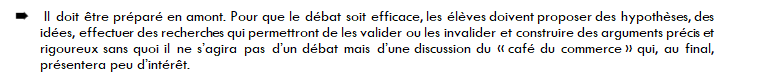 ➨ Il doit être préparé en amont. Pour que le débat soit efficace, les élèves doivent proposer des hypothèses, des
idées, effectuer des recherches qui permettront de les valider ou les invalider et construire des arguments précis et
rigoureux sans quoi il ne s’agira pas d’un débat mais d’une discussion du « café du commerce » qui, au final,
présentera peu d’intérêt.